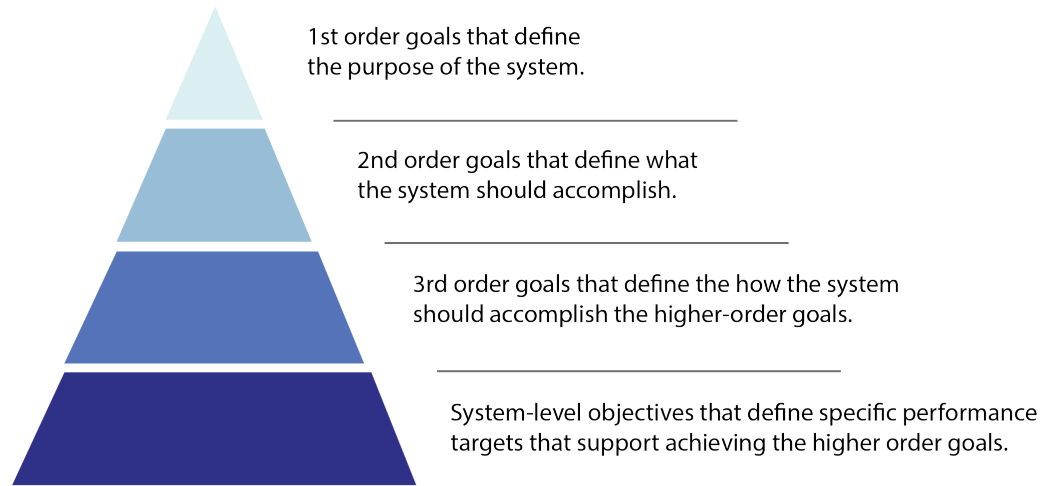 1st order goals that define
the purpose of the system.
2nd order goals that define what
the system should accomplish.
3rd order goals that define the how the system
should accomplish the higher-order goals.
System-level objectives that define specific performance
targets that support achieving the higher order goals.